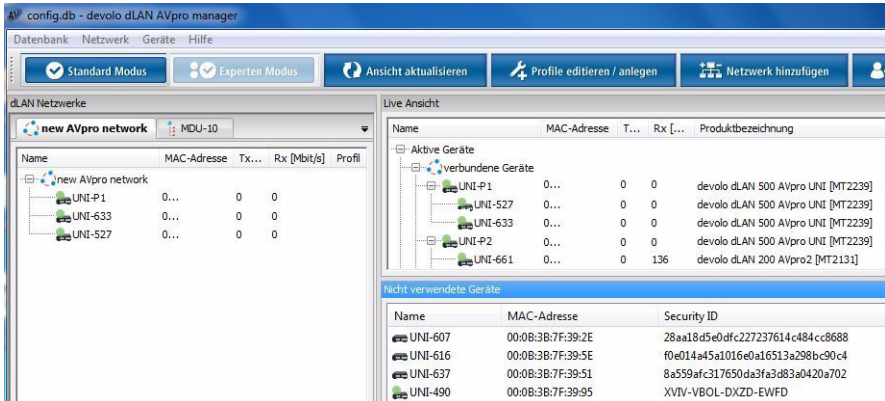 config.db - devolo dLAN AVpro manager
Datenbank Netzwerk Geräte Hilfe
Standard Modus Experten Modus Ansicht aktualisieren Profile editieren / anlegen Netzwerk hinzufügen
dLAN Netzwerke
new AVpro network MDU-10
Name MAC-Adresse Tx... Rx [Mbit/s] Profil
new AVpro network
UNI-P1 0... 0 0
UNI-633 0... 0 0
UNI-527 0... 0 0
Live Ansicht
Name MAC-Adresse T... Rx [... Produktbezeichnung
Aktive Geräte
verbundene Geräte
UNI-P1 0... 0 0 devolo dLAN 500 AVpro UNI [MT2239]
UNI-527 0... 0 0 devolo dLAN 500 AVpro UNI [MT2239]
UNI-633 0... 0 0 devolo dLAN 500 AVpro UNI [MT2239]
UNI-P2 0... 0 0 devolo dLAN 500 AVpro UNI [MT2239]
UNI-661 0... 0 136 devolo dLAN 200 AVpro2 [MT2131]
Nicht verwendete Geräte
Name MAC-Adresse Security ID
UNI-607 00:0B:3B:7F:39:2E 28aa18d5e0dfc227237614c484cc8688
UNI-616 00:0B:3B:7F:39:5E f0e014a45a1016e0a16513a298bc90c4
UNI-637 00:0B:3B:7F:39:51 8a559afc317650da3fa3d83a0420a702
UNI-490 00:0B:3B:7F:39:95 XVIV-VBOL-DXZD-EWFD